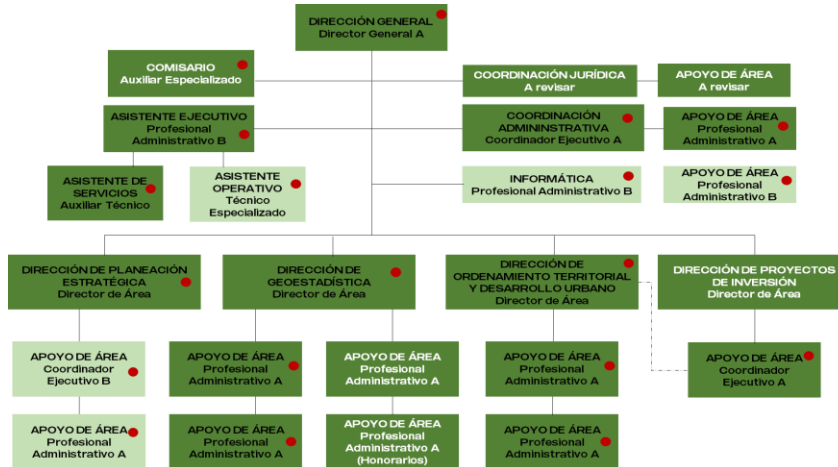 DIRECCIÓN GENERAL
Director General A
COMISARIO
Auxiliar Especializado
COORDINACIÓN JURÍDICA
A revisar
APOYO DE ÁREA
A revisar
ASISTENTE EJECUTIVO
Profesional
Administrativo B
COORDINACIÓN
ADMININSTRATIVA
Coordinador Ejecutivo A
APOYO DE ÁREA
Profesional
Administrativo A
ASISTENTE DE
SERVICIOS
Auxiliar Técnico
ASISTENTE
OPERATIVO
Técnico
Especializado
INFORMÁTICA
Profesional Administrativo B
APOYO DE ÁREA
Profesional
Administrativo B
DIRECCIÓN DE PLANEACIÓN
ESTRATÉGICA
Director de Área
DIRECCIÓN DE
GEOESTADÍSTICA
Director de Área
DIRECCIÓN DE
ORDENAMIENTO TERRITORIAL
Y DESARROLLO URBANO
Director de Área
DIRECCIÓN DE PROYECTOS
DE INVERSIÓN
Director de Área
APOYO DE ÁREA
Coordinador
Ejecutivo B
APOYO DE ÁREA
Profesional
Administrativo A
APOYO DE ÁREA
Profesional
Administrativo A
APOYO DE ÁREA
Profesional
Administrativo A
APOYO DE ÁREA
Coordinador
Ejecutivo A
APOYO DE ÁREA
Profesional
Administrativo A
APOYO DE ÁREA
Profesional
Administrativo A
APOYO DE ÁREA
Profesional
Administrativo A
(Honorarios)
APOYO DE ÁREA
Profesional
Administrativo A